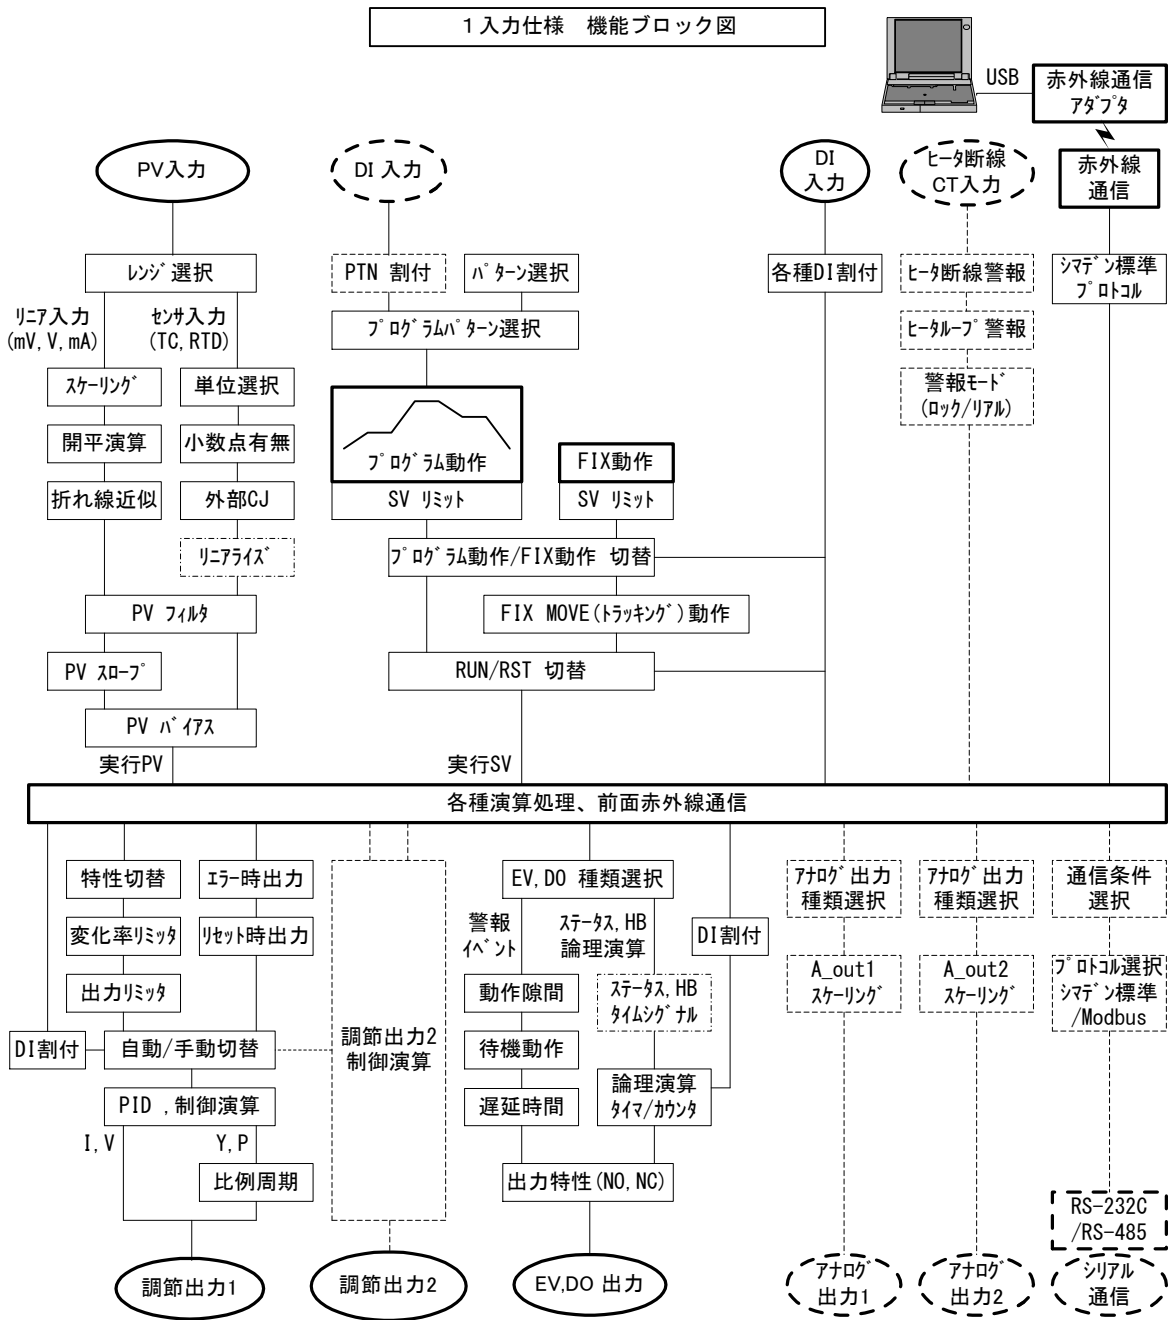 1入力仕様　機能ブロック図
USB
赤外線通信
アダプタ
PV入力
DI 入力
DI
入力
ヒータ断線
CT入力
赤外線
通信
レンジ選択
PTN 割付
パターン選択
各種DI割付
ヒータ断線警報
シマデン標準
プロトコル
リニア入力
(mV, V, mA)
センサ入力
(TC, RTD)
プログラムパターン選択
ヒータループ警報
スケーリング
単位選択
警報モード
(ロック/リアル)
開平演算
小数点有無
プログラム動作
FIX動作
折れ線近似
外部CJ
SV リミット
SV リミット
リニアライズ
プログラム動作/FIX動作 切替
PV フィルタ
FIX MOVE(トラッキング)動作
PV スロープ
RUN/RST 切替
PV バイアス
実行PV
実行SV
各種演算処理、前面赤外線通信
特性切替
エラー時出力
EV, DO 種類選択
アナログ出力
種類選択
アナログ出力
種類選択
通信条件
選択
変化率リミッタ
リセット時出力
警報
イベント
ステータス, HB
論理演算
DI割付
出力リミッタ
動作隙間
ステータス, HB
タイムシグナル
A_out1
スケーリング
A_out2
スケーリング
プロトコル選択
シマデン標準
/Modbus
DI割付
自動/手動切替
調節出力2
制御演算
待機動作
PID ,制御演算
遅延時間
論理演算
タイマ/カウンタ
I, V
Y, P
比例周期
出力特性(NO, NC)
RS-232C
/RS-485
調節出力1
調節出力2
EV,DO 出力
アナログ
出力1
アナログ
出力2
シリアル
通信